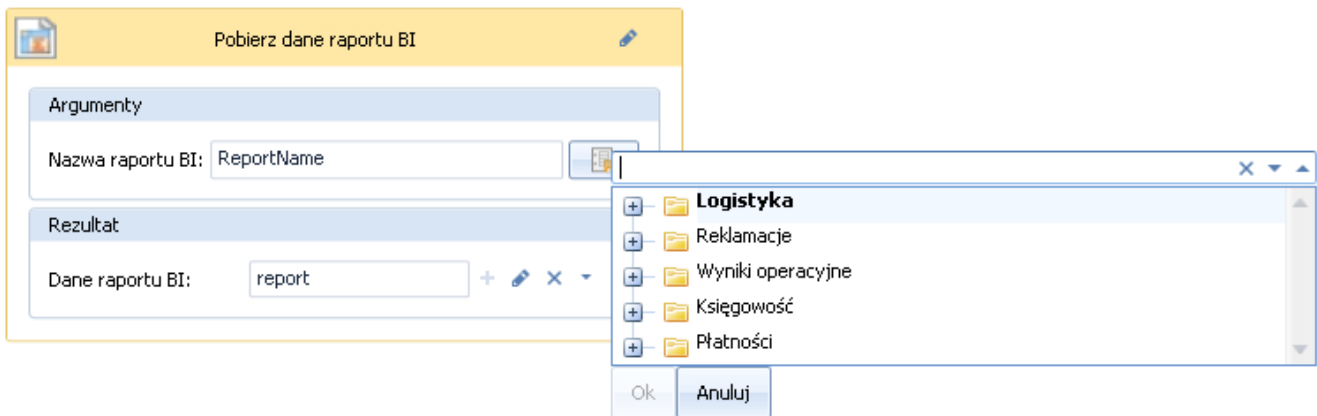 Pobierz dane raportu BI
Argumenty
Nazwa raportu BI: ReportName
Rezultat
Dane raportu BI: report
Logistyka
Reklamacje
Wyniki operacyjne
Księgowość
Płatności
Ok Anuluj